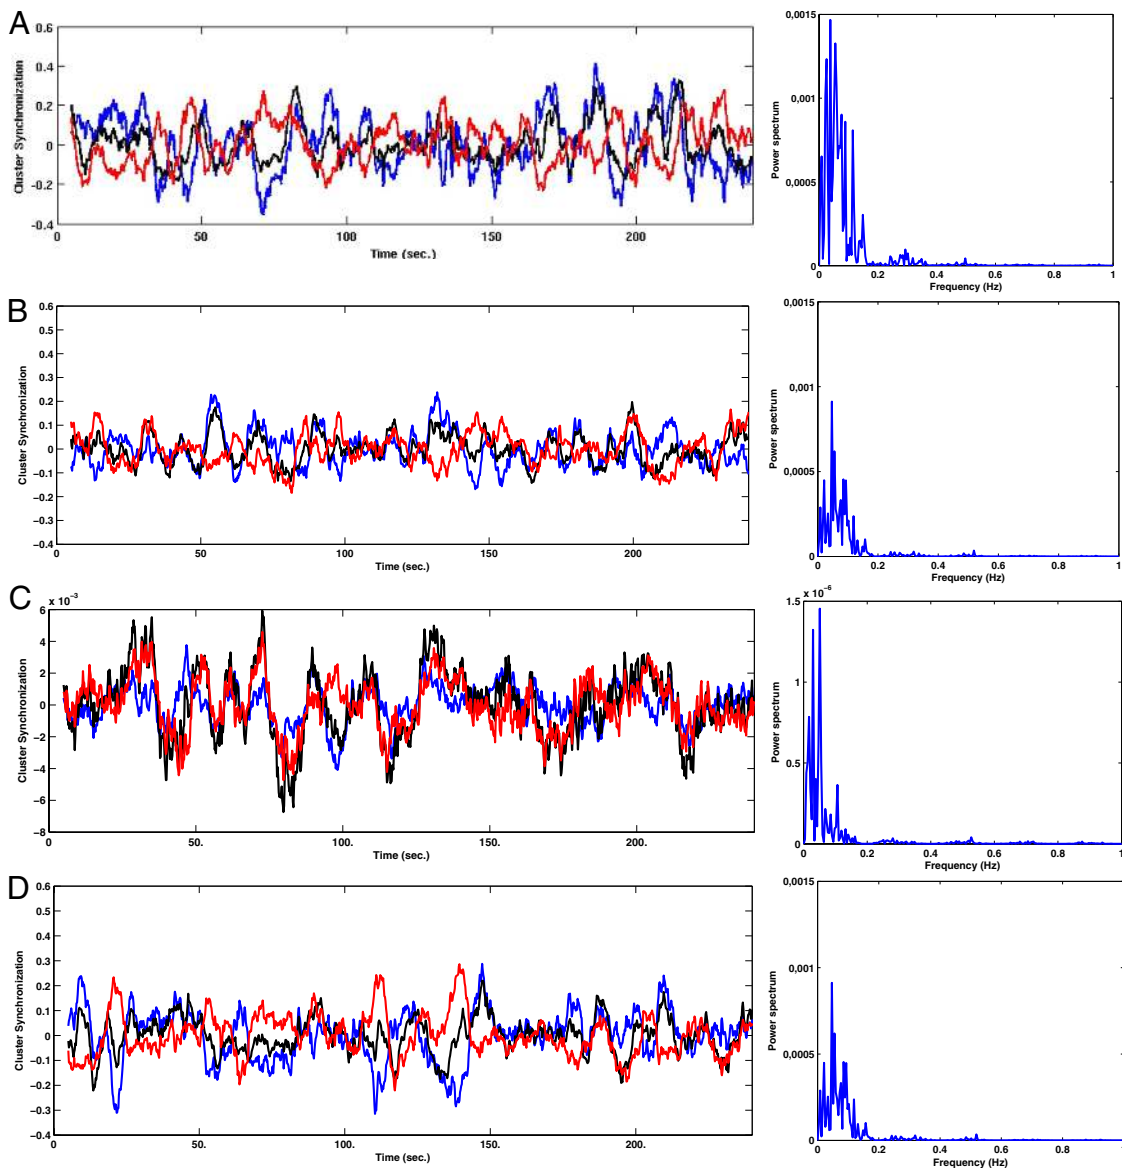 A
Cluster Synchronization
0.6
0.4
0.2
0
-0.2
-0.4
0 50 100 150 200
Time (sec.)
Power spectrum
0,0015
0,001
0,0005
0
0 0.2 0.4 0.6 0.8 1
Frequency (Hz)
B
Cluster Synchronization
0.6
0.5
0.4
0.3
0.2
0.1
0
−0.1
−0.2
−0.3
−0.4
0 50 100 150 200
Time (sec.)
Power spectrum
0,0015
0,001
0,0005
0
0 0.2 0.4 0.6 0.8 1
Frequency (Hz)
C
x 10⁻³
Cluster Synchronization
6
4
2
0
−2
−4
−6
−8
0 50. 100. 150. 200.
Time (sec.)
x 10⁻⁶
Power spectrum
1.5
1
0.5
0
0 0.2 0.4 0.6 0.8 1
Frequency (Hz)
D
Cluster Synchronization
0.6
0.5
0.4
0.3
0.2
0.1
0
−0.1
−0.2
−0.3
−0.4
0 50. 100. 150. 200.
Time (sec.)
Power spectrum
0,0015
0,001
0,0005
0
0 0.2 0.4 0.6 0.8 1
Frequency (Hz)